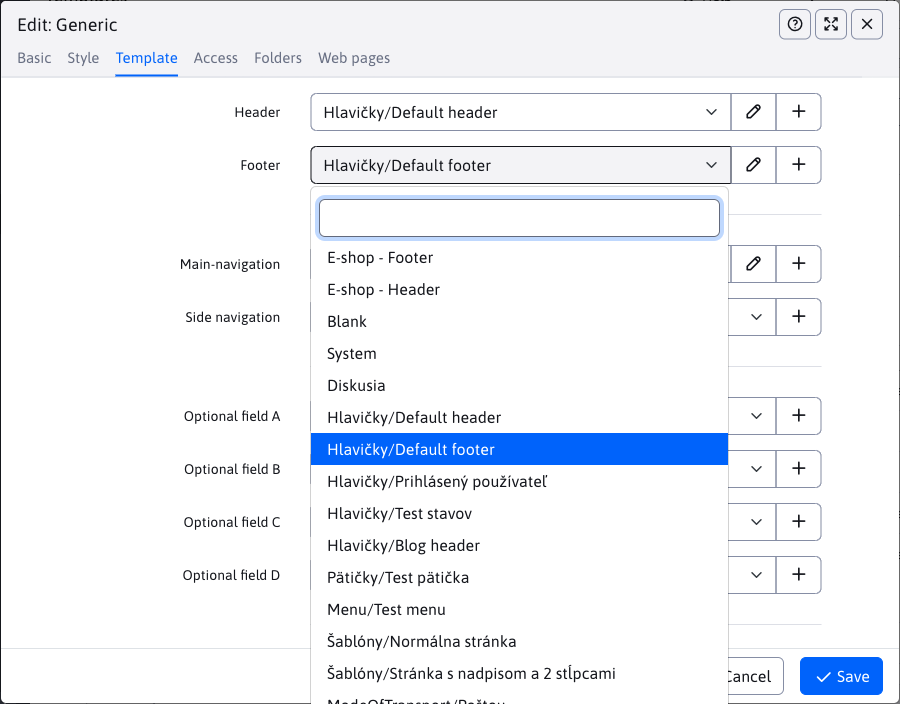 Edit: Generic
Basic Style Template Access Folders Web pages
Header Hlavičky/Default header
Footer Hlavičky/Default footer
E-shop - Footer
Main-navigation
E-shop - Header
Side navigation
Blank
System
Diskusia
Optional field A Hlavičky/Default header
Hlavičky/Default footer
Optional field B
Hlavičky/Prihlásený používateľ
Optional field C Hlavičky/Test stavov
Hlavičky/Blog header
Optional field D Pätičky/Test pätička
Menu/Test menu
Šablóny/Normálna stránka
Šablóny/Stránka s nadpisom a 2 stĺpcami
Cancel Save